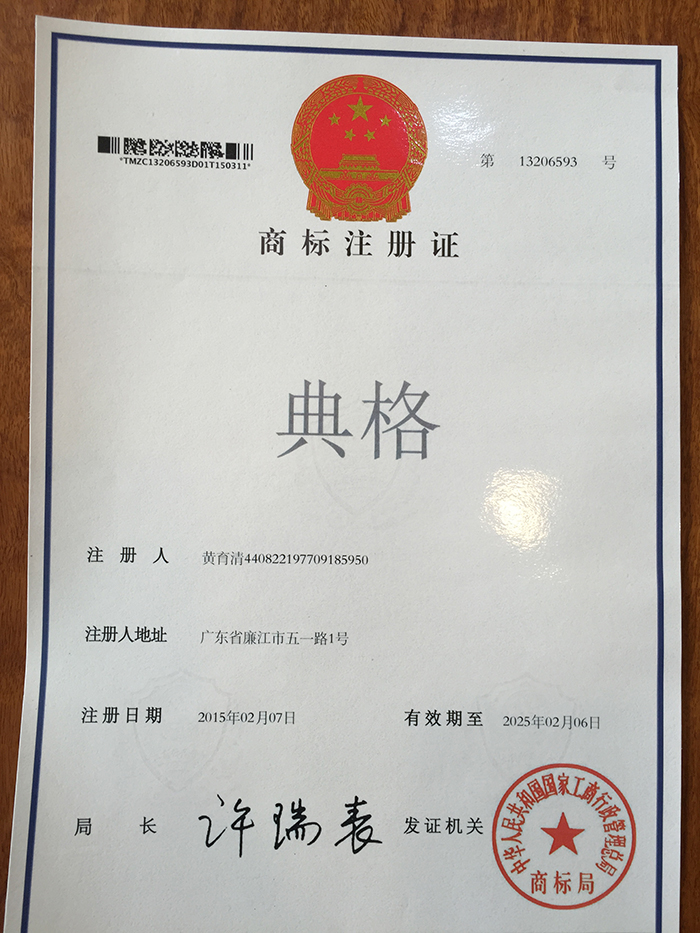 *TMZC13206593D01T150311*
第 13206593 号
商标注册证
典格
注册人 黄育清440822197709185950
注册人地址 广东省廉江市五一路1号
注册日期 2015年02月07日 有效期至 2025年02月06日
局长 许瑞表 发证机关
中华人民共和国国家工商行政管理总局
商标局